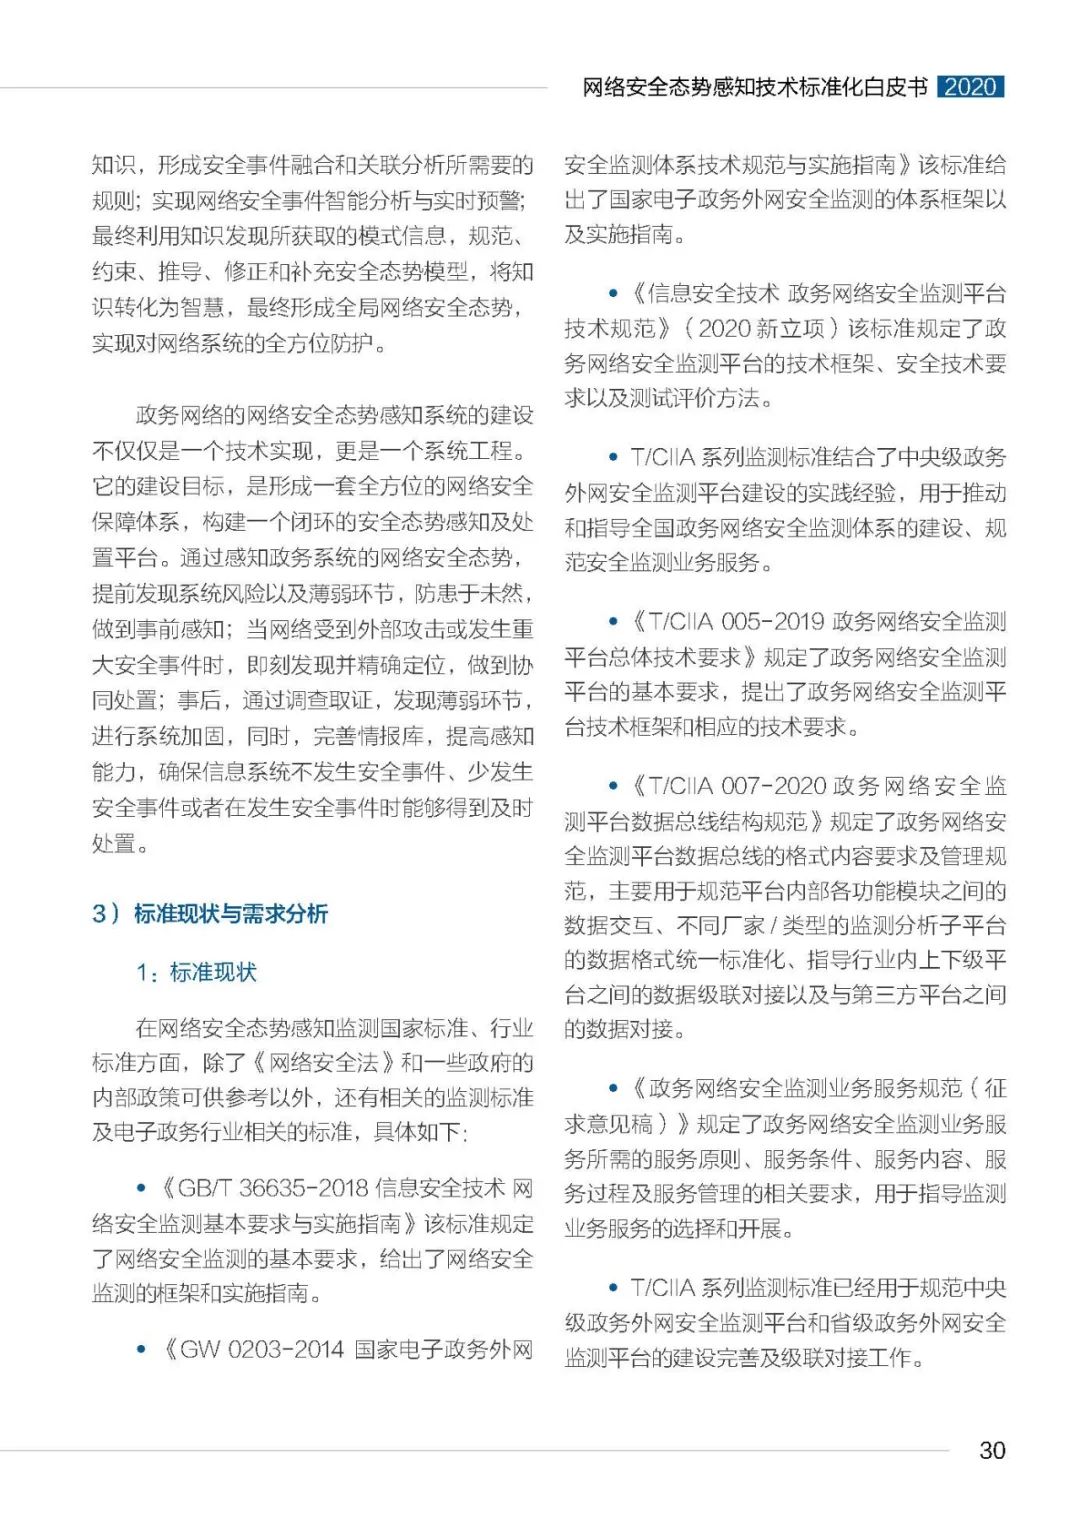 网络安全态势感知技术标准化白皮书 2020
知识，形成安全事件融合和关联分析所需要的
规则；实现网络安全事件智能分析与实时预警;
最终利用知识发现所获取的模式信息，规范、
约束、推导、修正和补充安全态势模型，将知
识转化为智慧，最终形成全局网络安全态势，
实现对网络系统的全方位防护。
政务网络的网络安全态势感知系统的建设
不仅仅是一个技术实现，更是一个系统工程。
它的建设目标，是形成一套全方位的网络安全
保障体系，构建一个闭环的安全态势感知及处
置平台。通过感知政务系统的网络安全态势，
提前发现系统风险以及薄弱环节，防患于未然，
做到事前感知；当网络受到外部攻击或发生重
大安全事件时，即刻发现并精确定位，做到协
同处置；事后，通过调查取证，发现薄弱环节，
进行系统加固，同时，完善情报库，提高感知
能力，确保信息系统不发生安全事件、少发生
安全事件或者在发生安全事件时能够得到及时
处置。
3）标准现状与需求分析
1：标准现状
在网络安全态势感知监测国家标准、行业
标准方面，除了《网络安全法》和一些政府的
内部政策可供参考以外，还有相关的监测标准
及电子政务行业相关的标准，具体如下：
• 《GB/T 36635-2018 信息安全技术 网
络安全监测基本要求与实施指南》该标准规定
了网络安全监测的基本要求，给出了网络安全
监测的框架和实施指南。
• 《GW 0203-2014 国家电子政务外网
安全监测体系技术规范与实施指南》该标准给
出了国家电子政务外网安全监测的体系框架以
及实施指南。
• 《信息安全技术 政务网络安全监测平台
技术规范》（2020 新立项）该标准规定了政
务网络安全监测平台的技术框架、安全技术要
求以及测试评价方法。
• T/CIIA 系列监测标准结合了中央级政务
外网安全监测平台建设的实践经验，用于推动
和指导全国政务网络安全监测体系的建设、规
范安全监测业务服务。
• 《T/CIIA 005-2019 政务网络安全监测
平台总体技术要求》规定了政务网络安全监测
平台的基本要求，提出了政务网络安全监测平
台技术框架和相应的技术要求。
• 《T/CIIA 007-2020 政务网络安全监
测平台数据总线结构规范》规定了政务网络安
全监测平台数据总线的格式内容要求及管理规
范，主要用于规范平台内部各功能模块之间的
数据交互、不同厂家 / 类型的监测分析子平台
的数据格式统一标准化、指导行业内上下级平
台之间的数据级联对接以及与第三方平台之间
的数据对接。
• 《政务网络安全监测业务服务规范（征
求意见稿）》规定了政务网络安全监测业务服
务所需的服务原则、服务条件、服务内容、服
务过程及服务管理的相关要求，用于指导监测
业务服务的选择和开展。
• T/CIIA 系列监测标准已经用于规范中央
级政务外网安全监测平台和省级政务外网安全
监测平台的建设完善及级联对接工作。
30